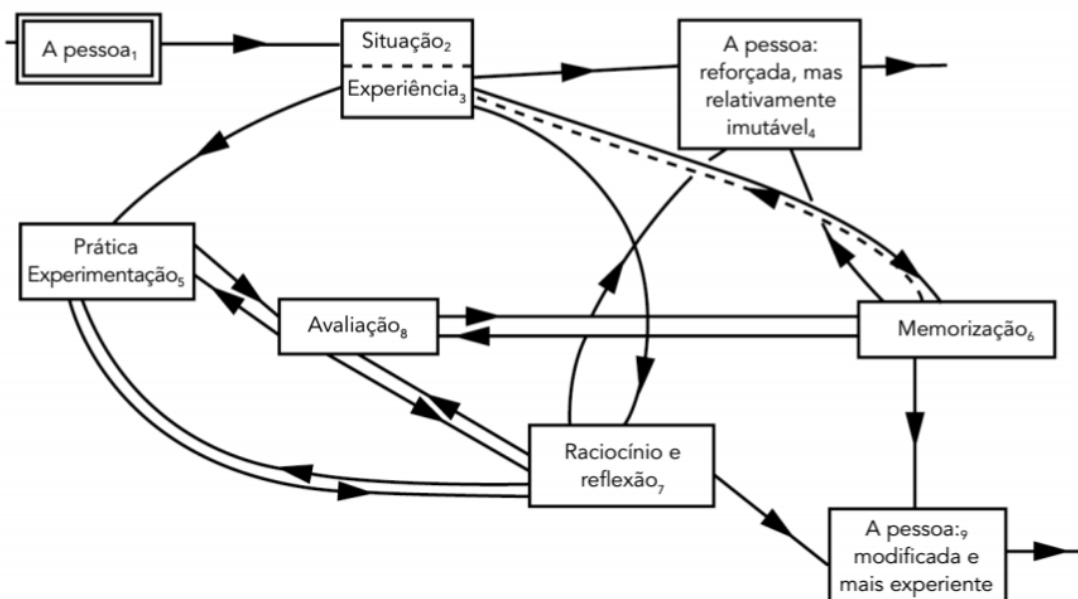 A pessoa₁
Situação₂
Experiência₃
A pessoa:
reforçada, mas
relativamente
imutável₄
Prática
Experimentação₅
Avaliação₈
Memorização₆
Raciocínio e
reflexão₇
A pessoa:₉
modificada e
mais experiente